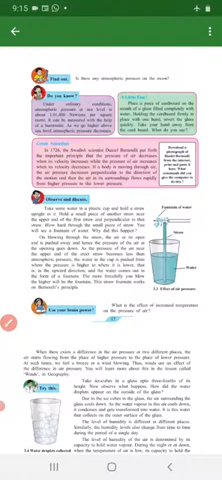 9:15
62%
Find out.
Is there any atmospheric pressure on the moon?
Do you know?
Under ordinary conditions,
atmospheric pressure at sea level is
about 1,01,400 Newtons per square
metre. It can be measured with the help
of a barometer. As we go higher above
sea level atmospheric pressure decreases.
A Little Fun!
Place a piece of cardboard on the
mouth of a glass filled completely with
water. Holding the cardboard firmly in
place with one hand, invert the glass
quickly. Take your hand away from
the card board. What do you see?
Great Scientists
In 1726, the Swedish scientist Daniel Bernoulli put forth
the important principle that the pressure of air decreases
when its velocity increases while the pressure of air increases
when its velocity decreases. If a body is moving through air,
the air pressure decreases perpendicular to the direction of
the motion and then the air in its surroundings flows rapidly
from higher pressure to the lower pressure.
Download a
photograph of
Daniel Bernoulli
from the internet,
print and paste it
here. What
commands did you
give the computer to
do this?
Observe and discuss.
Take some water in a plastic cup and hold a straw
upright in it. Hold a small piece of another straw near
the upper end of the first straw and perpendicular to that
straw. Blow hard through the small piece of straw. You
will see a fountain of water. Why did this happen?
On blowing through the straw, the air at its open
end is pushed away and hence the pressure of the air at
the opening goes down. As the pressure of the air near
the upper end of the erect straw becomes less than
atmospheric pressure, the water in the cup is pushed from
where the pressure is higher to where it is lower, that
is, in the upward direction, and the water comes out in
the form of a fountain. The more forcefully you blow
the higher will be the fountain. This straw fountain works
on Bernoulli's principle.
Fountain of water
Straw
Water
3.2 Effect of air pressure
Use your brain power!
What is the effect of increased temperature
on the pressure of air?
17
When there exists a difference in the air pressure at two different places, the
air starts flowing from the place of higher pressure to the place of lower pressure.
At such times, we feel a breeze or a wind blowing. Thus, winds are an effect of
the difference in air pressure. You will learn more about this in the lesson called
'Winds', in Geography.
Try this.
Take ice-cubes in a glass upto three-fourths of its
height. Now observe what happens. How did the water
droplets appear on the outside of the glass?
Due to the ice cubes in the glass, the air surrounding the
glass cools down. As the water vapour in this air cools down,
it condenses and gets transformed into water. It is this water
that collects on the outer surface of the glass.
The level of humidity is different in different places.
Similarly, the humidity levels also change from time to time
during the period of a single day.
The level of humidity of the air is determined by its
capacity to hold water vapour. During the night or at dawn,
when the temperature of air is low, its capacity to hold the
3.4 Water droplets collected